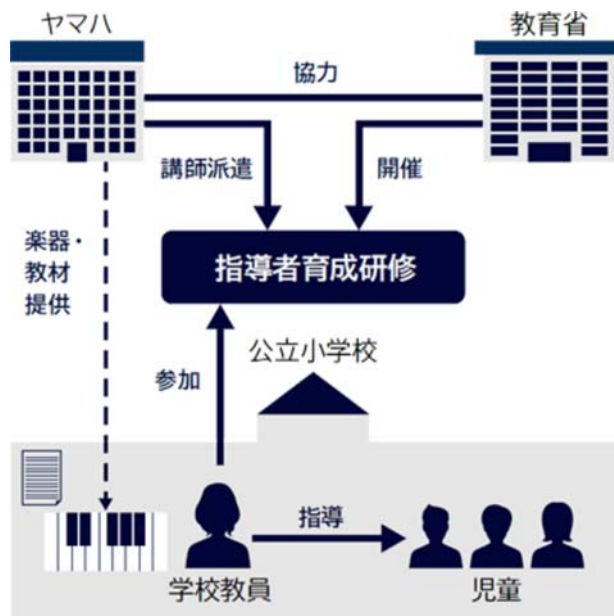 ヤマハ
教育省
協力
講師派遣
開催
楽器・
教材
提供
指導者育成研修
公立小学校
参加
指導
学校教員
児童